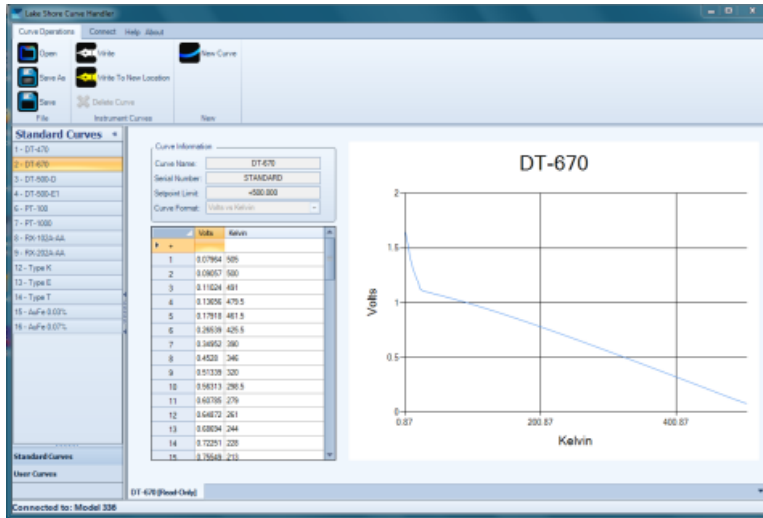 Lake Shore Curve Handler
Curve Operations Connect Help About
Open Write New Curve
Save As Write To New Location
Save Delete Curve
File Instrument Curves New
Standard Curves
1 - DT-470
2 - DT-670
3 - DT-500-D
4 - DT-500-E1
6 - PT-100
7 - PT-1000
8 - RX-102A-AA
9 - RX-202A-AA
12 - Type K
13 - Type E
14 - Type T
15 - AuFe 0.03%
16 - AuFe 0.07%
Standard Curves
User Curves
Curve Information
Curve Name: DT-670
Serial Number: STANDARD
Setpoint Limit: +500.000
Curve Format: Volts vs Kelvin
Volts Kelvin
1 0.07964 505
2 0.09057 500
3 0.11024 491
4 0.13656 479.5
5 0.17918 461.5
6 0.26539 425.5
7 0.34952 390
8 0.4528 346
9 0.51339 320
10 0.56313 298.5
11 0.60785 279
12 0.64872 261
13 0.68694 244
14 0.72251 228
15 0.75549 213
DT-670
2
1.5
1
0.5
0
Volts
0.87 200.87 400.87
Kelvin
DT-670 [Read-Only]
Connected to: Model 336